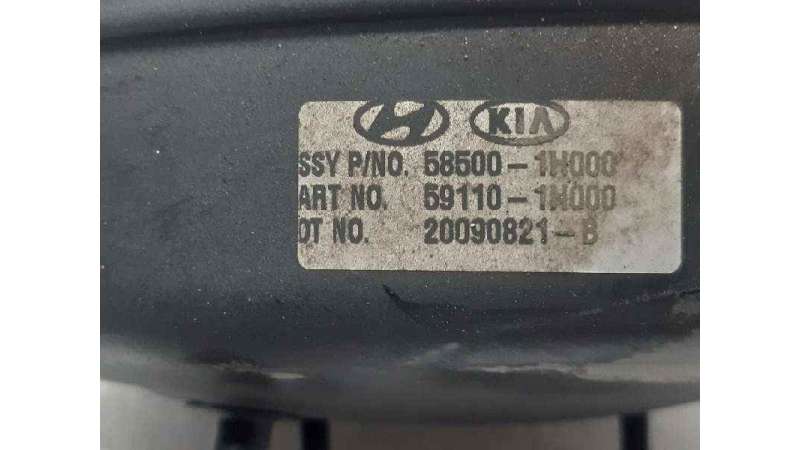 KIA
SSY P/NO. 58500-1H000
ART NO. 59110-1H000
OT NO. 20090821-B